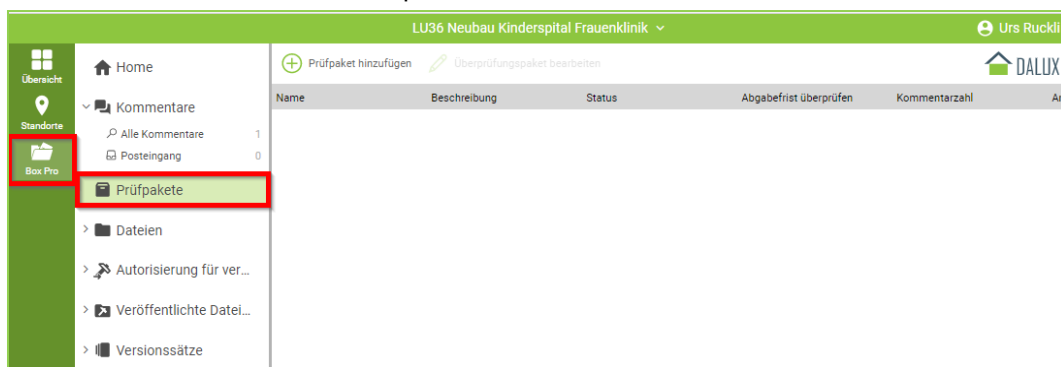 LU36 Neubau Kinderspital Frauenklinik
Urs Ruckli
Übersicht
Standorte
Box Pro
Home
Kommentare
Alle Kommentare 1
Posteingang 0
Prüfpakete
Dateien
Autorisierung für ver...
Veröffentlichte Datei...
Versionssätze
Prüfpaket hinzufügen
Überprüfungspaket bearbeiten
DALUX
Name Beschreibung Status Abgabefrist überprüfen Kommentarzahl